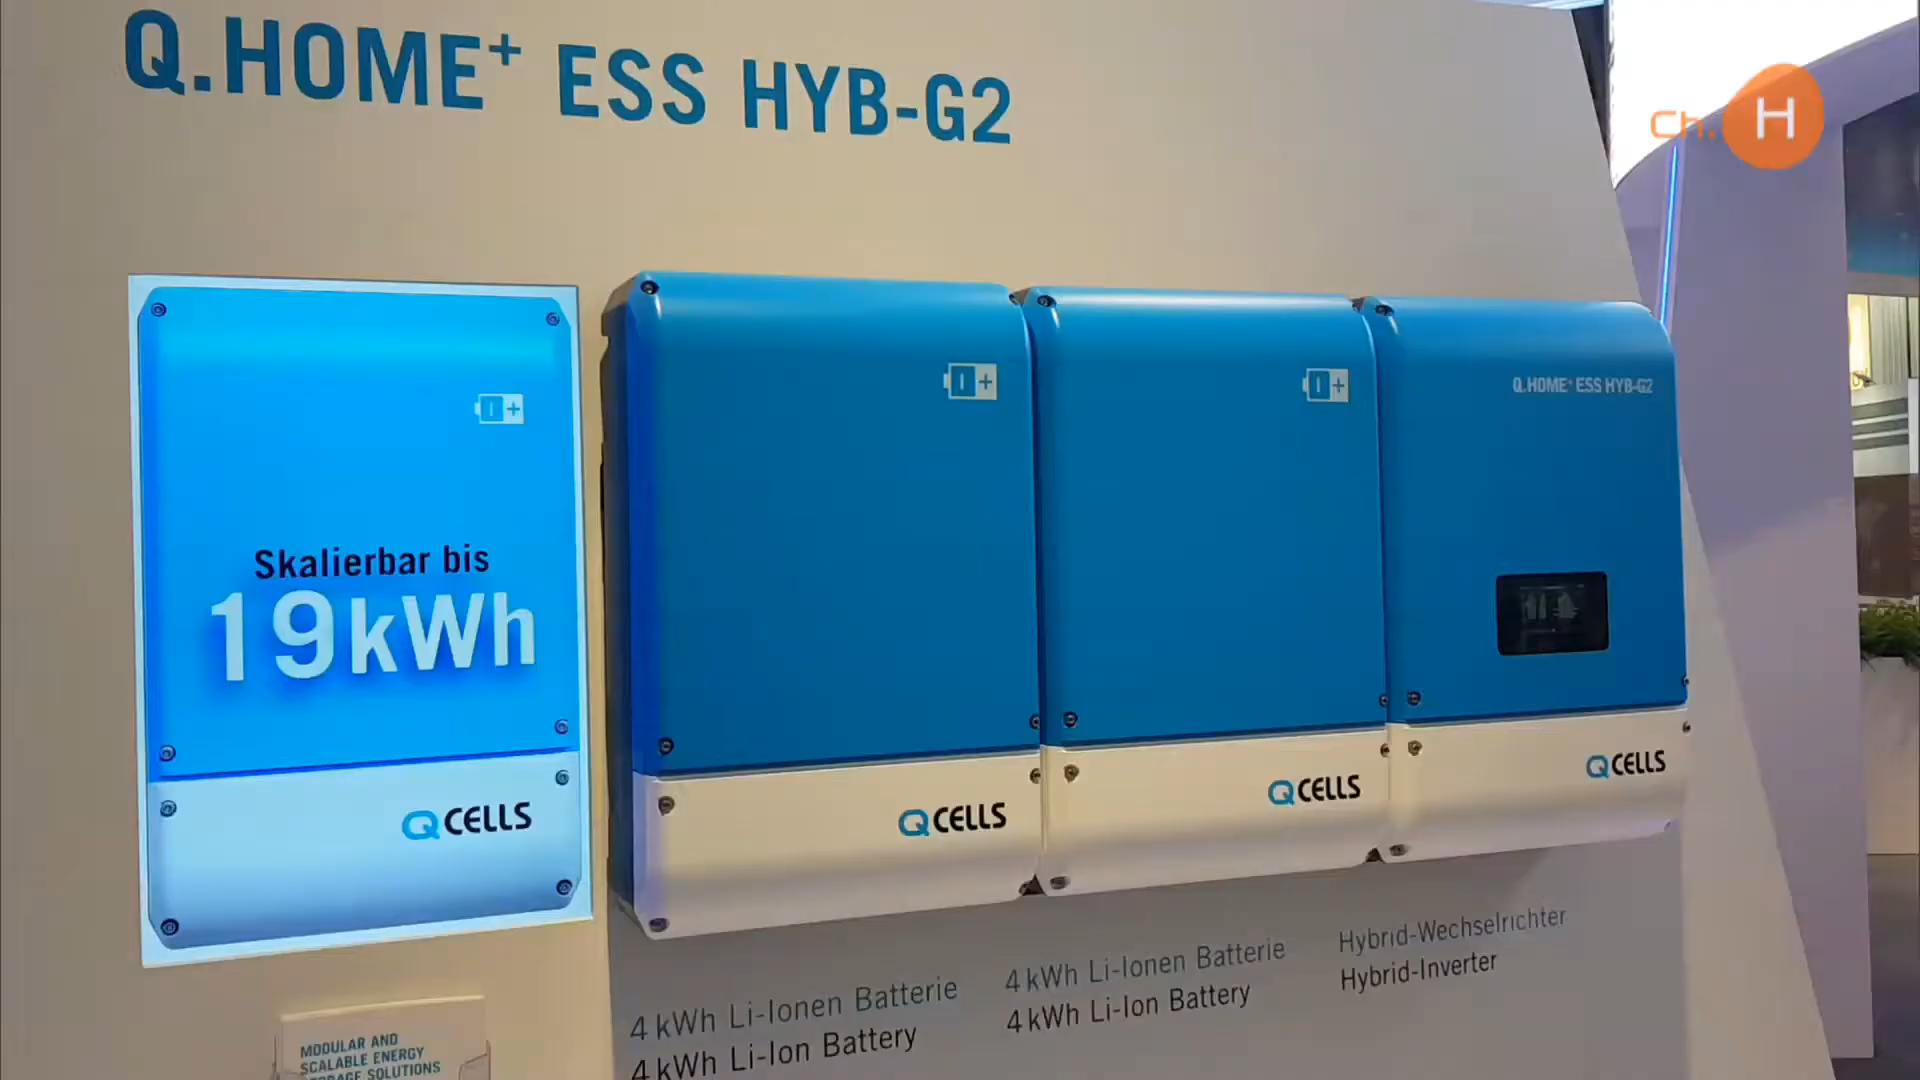 Q.HOME⁺ ESS HYB-G2
Ch. H
Skalierbar bis
19kWh
QCELLS
QCELLS
QCELLS
Q.HOME⁺ ESS HYB-G2
QCELLS
4 kWh Li-Ionen Batterie
4 kWh Li-Ion Battery
4 kWh Li-Ionen Batterie
4 kWh Li-Ion Battery
Hybrid-Wechselrichter
Hybrid-Inverter
MODULAR AND
SCALABLE ENERGY
STORAGE SOLUTIONS